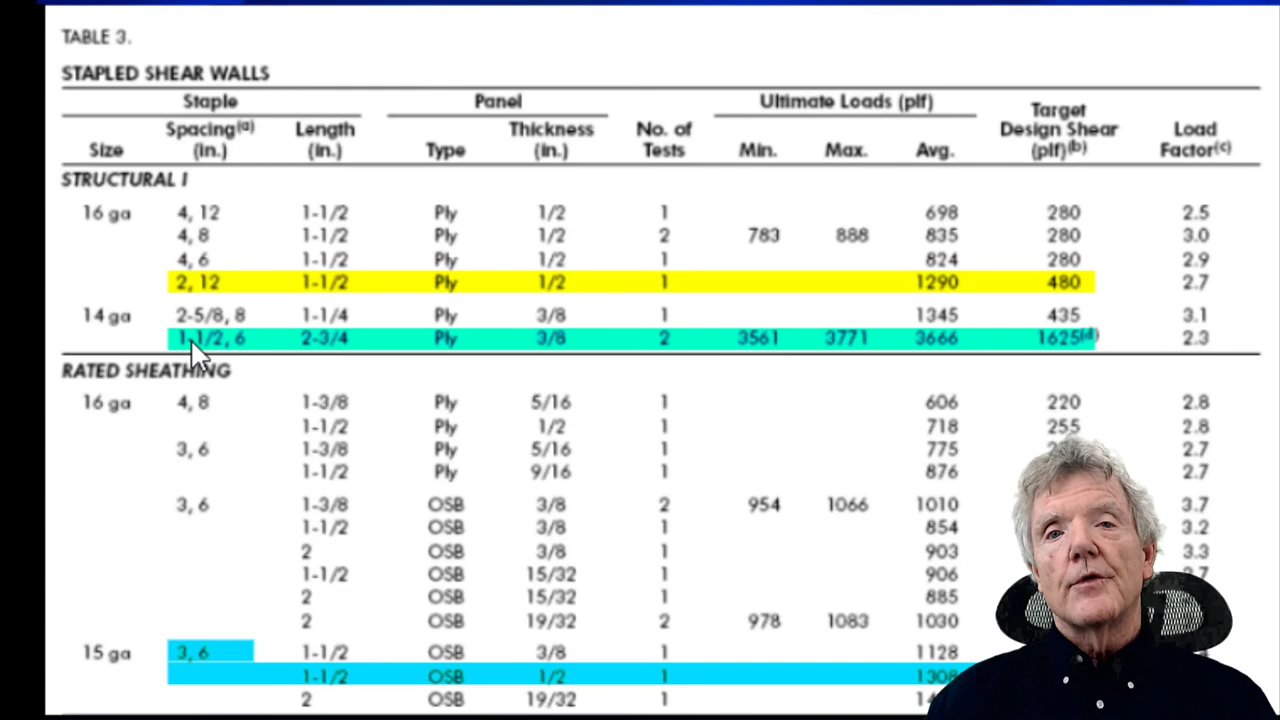 TABLE 3.
STAPLED SHEAR WALLS
Staple Panel Ultimate Loads (plf) Target
Spacing(a) Length Thickness No. of Design Shear Load
Size (in.) (in.) Type (in.) Tests Min. Max. Avg. (plf)(b) Factor(c)
STRUCTURAL I
16 ga 4, 12 1-1/2 Ply 1/2 1 698 280 2.5
4, 8 1-1/2 Ply 1/2 2 783 888 835 280 3.0
4, 6 1-1/2 Ply 1/2 1 824 280 2.9
2, 12 1-1/2 Ply 1/2 1 1290 480 2.7
14 ga 2-5/8, 8 1-1/4 Ply 3/8 1 1345 435 3.1
1-1/2, 6 2-3/4 Ply 3/8 2 3561 3771 3666 1625(d) 2.3
RATED SHEATHING
16 ga 4, 8 1-3/8 Ply 5/16 1 606 220 2.8
1-1/2 Ply 1/2 1 718 255 2.8
3, 6 1-3/8 Ply 5/16 1 775 2.7
1-1/2 Ply 9/16 1 876 2.7
3, 6 1-3/8 OSB 3/8 2 954 1066 1010 3.7
1-1/2 OSB 3/8 1 854 3.2
2 OSB 3/8 1 903 3.3
1-1/2 OSB 15/32 1 906
2 OSB 15/32 1 885
2 OSB 19/32 2 978 1083 1030
15 ga 3, 6 1-1/2 OSB 3/8 1 1128
1-1/2 OSB 1/2 1 1308
2 OSB 19/32 1